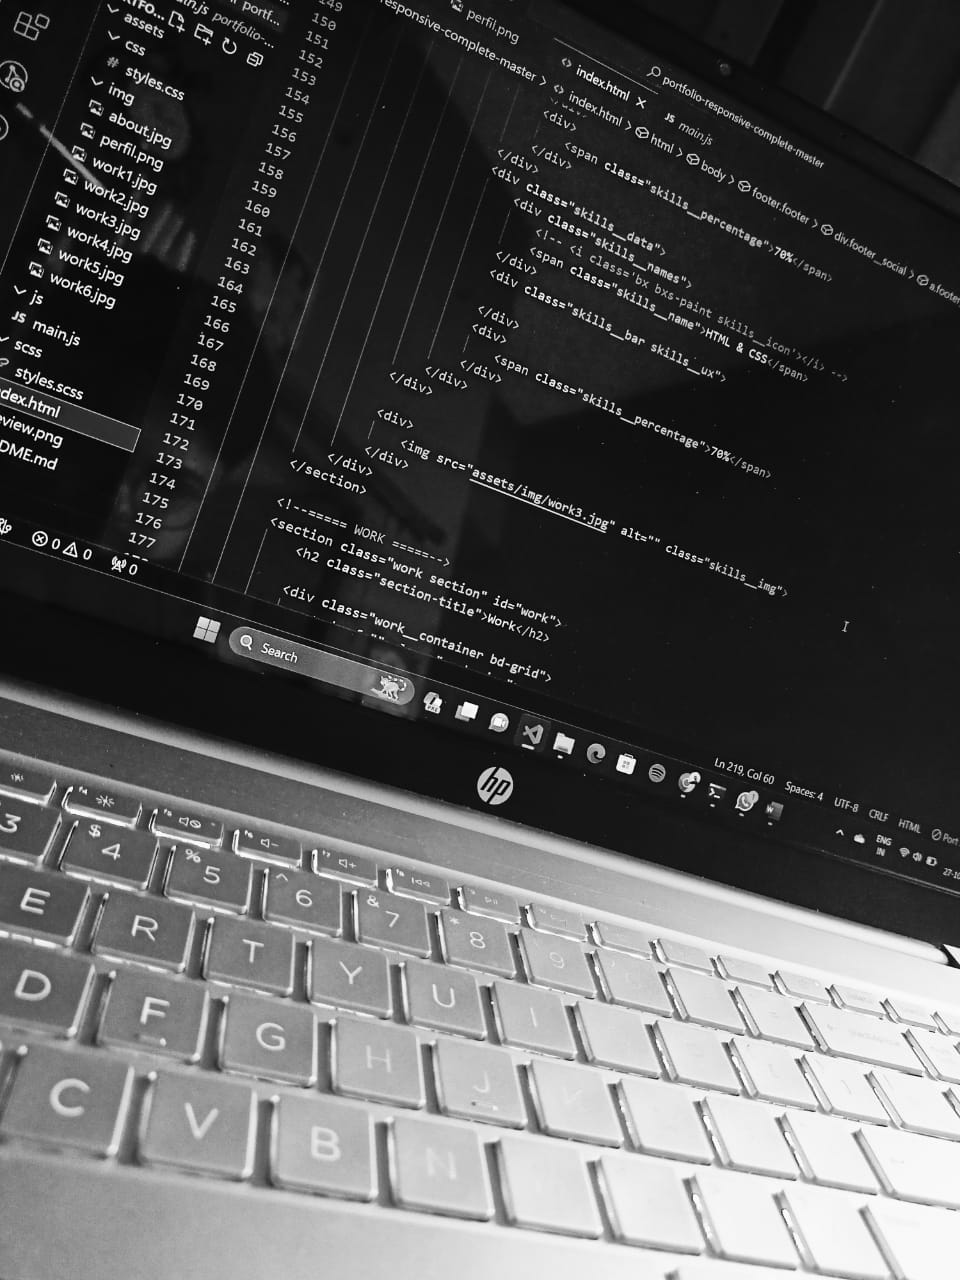 perfil.png
index.html
portfolio-responsive-complete-master
JS main.js
responsive-complete-master > index.html > html > body > footer.footer > div.footer__social > a.footer
assets
css
# styles.css
img
about.jpg
perfil.png
work1.jpg
work2.jpg
work3.jpg
work4.jpg
work5.jpg
work6.jpg
js
JS main.js
scss
styles.scss
dex.html
eview.png
DME.md
149
150
151
152
153
154
155
156
157
158
159
160
161
162
163
164
165
166
167
168
169
170
171
172
173
174
175
176
177
<div>
<span class="skills__percentage">70%</span>
</div>
</div>
<div class="skills__data">
<div class="skills__names">
<!-- <i class='bx bxs-paint skills__icon'></i> -->
<span class="skills__name">HTML & CSS</span>
</div>
<div class="skills__bar skills__ux">
</div>
<div>
<span class="skills__percentage">70%</span>
</div>
</div>
</div>
<div>
<img src="assets/img/work3.jpg" alt="" class="skills__img">
</div>
</div>
</section>
<!--===== WORK =======-->
<section class="work section" id="work">
<h2 class="section-title">Work</h2>
<div class="work__container bd-grid">
0 0 0
Ln 219, Col 60 Spaces: 4 UTF-8 CRLF HTML Port
Search
ENG
IN
27-10
hp
3 $ 4 % 5 ^ 6 & 7 * 8 9
E R T Y U I
D F G H J K
C V B N